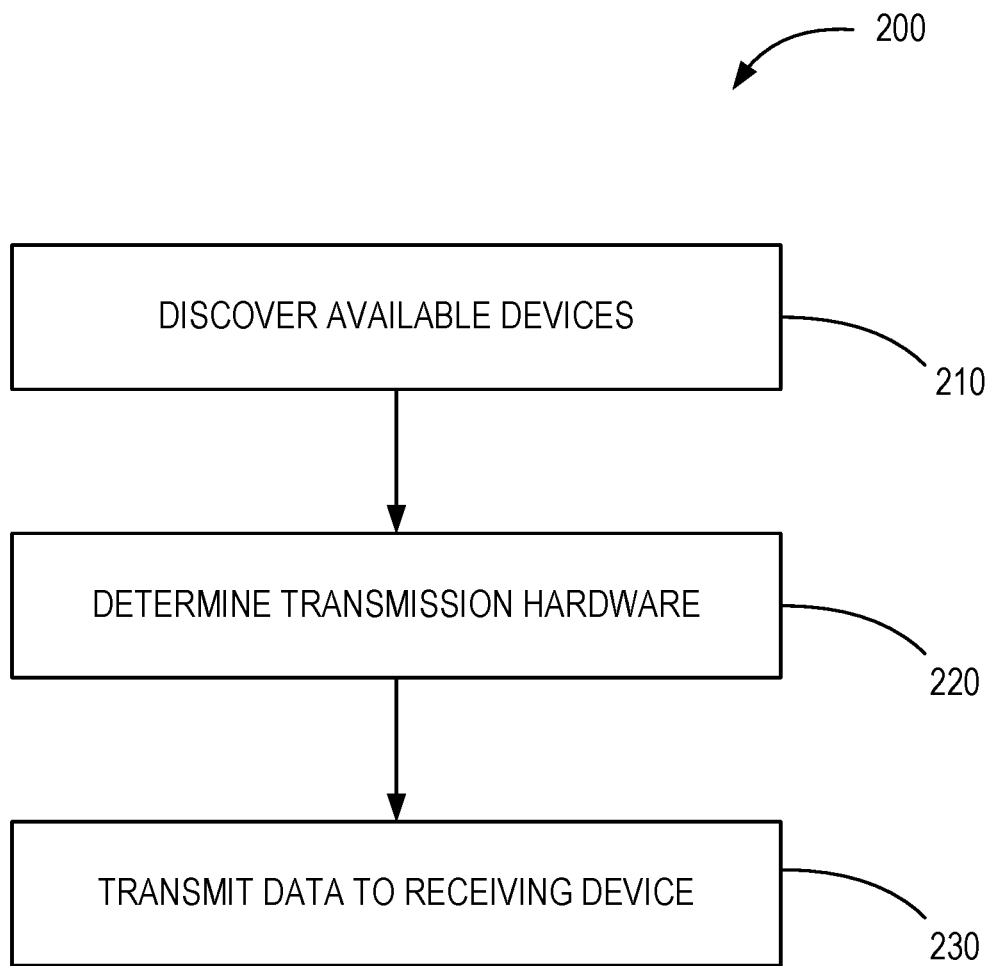 200
DISCOVER AVAILABLE DEVICES
210
DETERMINE TRANSMISSION HARDWARE
220
TRANSMIT DATA TO RECEIVING DEVICE
230